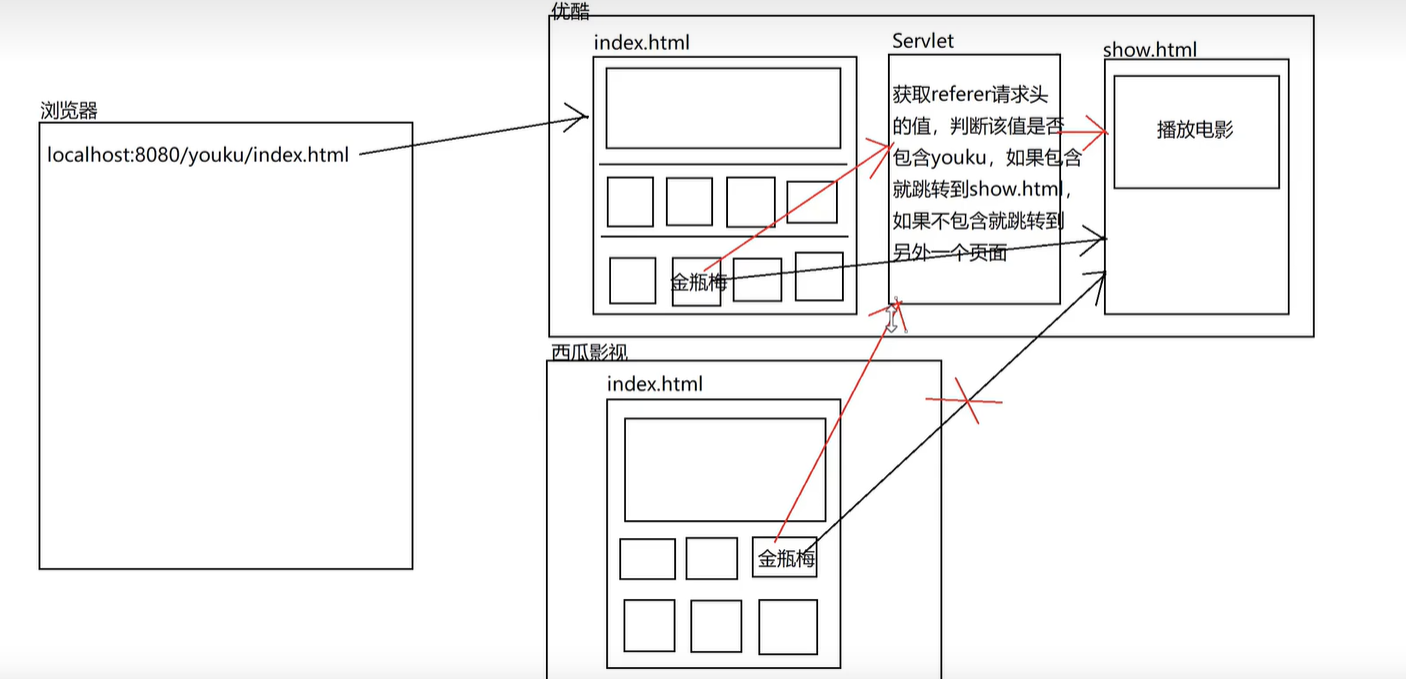 浏览器
localhost:8080/youku/index.html
优酷
index.html
金瓶梅
Servlet
获取referer请求头
的值，判断该值是否
包含youku，如果包含
就跳转到show.html，
如果不包含就跳转到
另外一个页面
show.html
播放电影
西瓜影视
index.html
金瓶梅